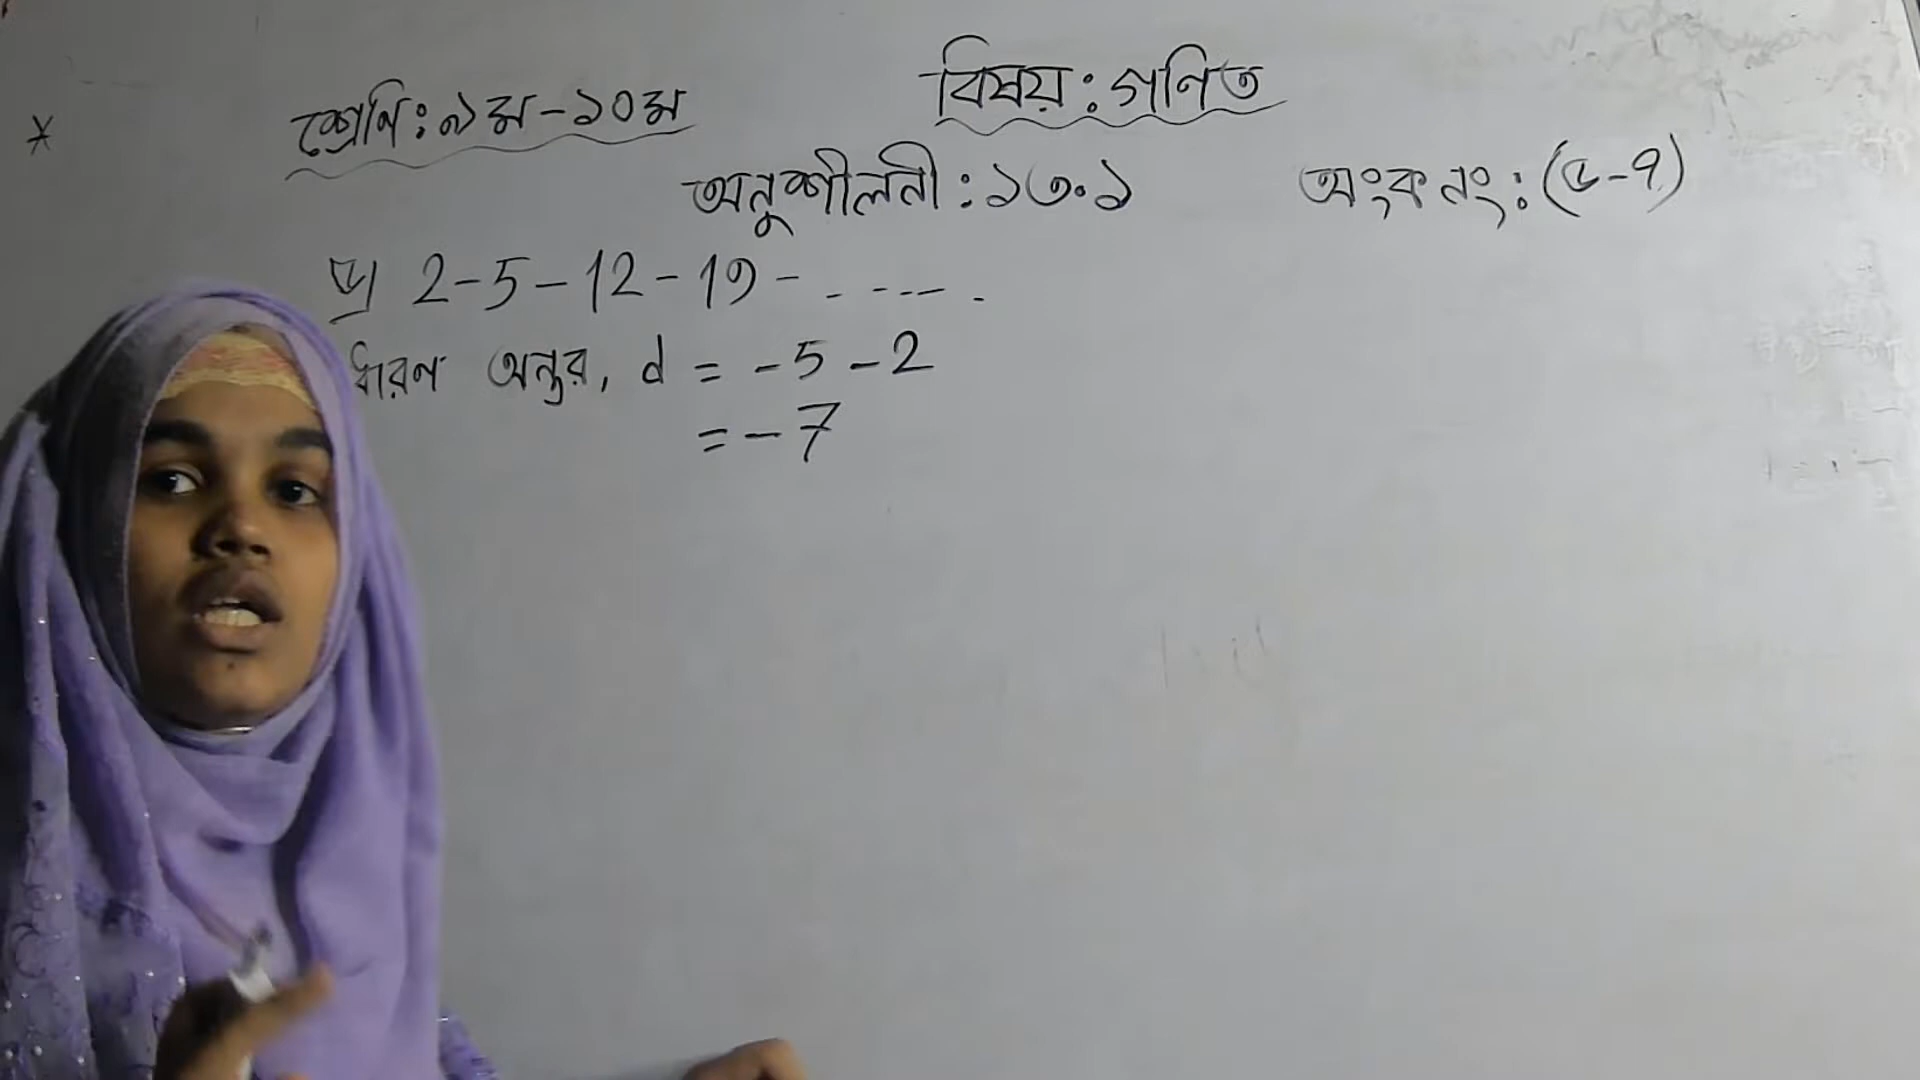 বিষয়: গণিত
শ্রেণি: ৯ম-১০ম
অনুশীলনী: ১৩.১ অংক নং: (৫-৭)
2-5-12-19- - - - - .
ধারণ অন্তর, d = -5 -2
= -7